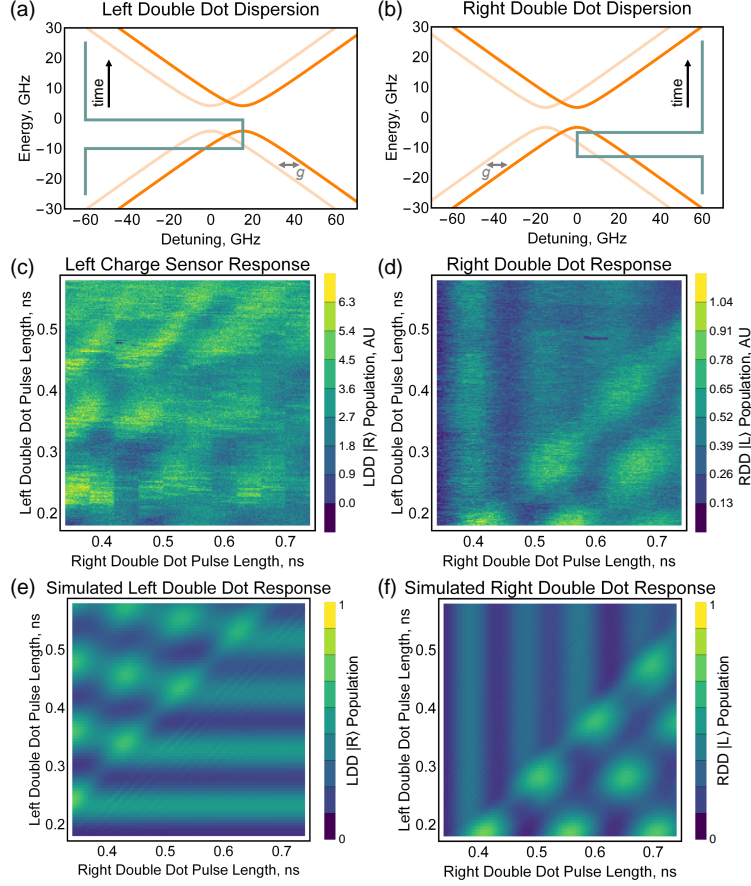 (a) Left Double Dot Dispersion
30
20
10
0
−10
−20
−30
Energy, GHz
time
g
−60 −40 −20 0 20 40 60
Detuning, GHz
(b) Right Double Dot Dispersion
30
20
10
0
−10
−20
−30
Energy, GHz
time
g
−60 −40 −20 0 20 40 60
Detuning, GHz
(c) Left Charge Sensor Response
0.5
0.4
0.3
0.2
Left Double Dot Pulse Length, ns
0.4 0.5 0.6 0.7
Right Double Dot Pulse Length, ns
6.3
5.4
4.5
3.6
2.7
1.8
0.9
0.0
LDD |R⟩ Population, AU
(d) Right Double Dot Response
0.5
0.4
0.3
0.2
Left Double Dot Pulse Length, ns
0.4 0.5 0.6 0.7
Right Double Dot Pulse Length, ns
1.04
0.91
0.78
0.65
0.52
0.39
0.26
0.13
RDD |L⟩ Population, AU
(e) Simulated Left Double Dot Response
0.5
0.4
0.3
0.2
Left Double Dot Pulse Length, ns
0.4 0.5 0.6 0.7
Right Double Dot Pulse Length, ns
1
0
LDD |R⟩ Population
(f) Simulated Right Double Dot Response
0.5
0.4
0.3
0.2
Left Double Dot Pulse Length, ns
0.4 0.5 0.6 0.7
Right Double Dot Pulse Length, ns
1
0
RDD |L⟩ Population